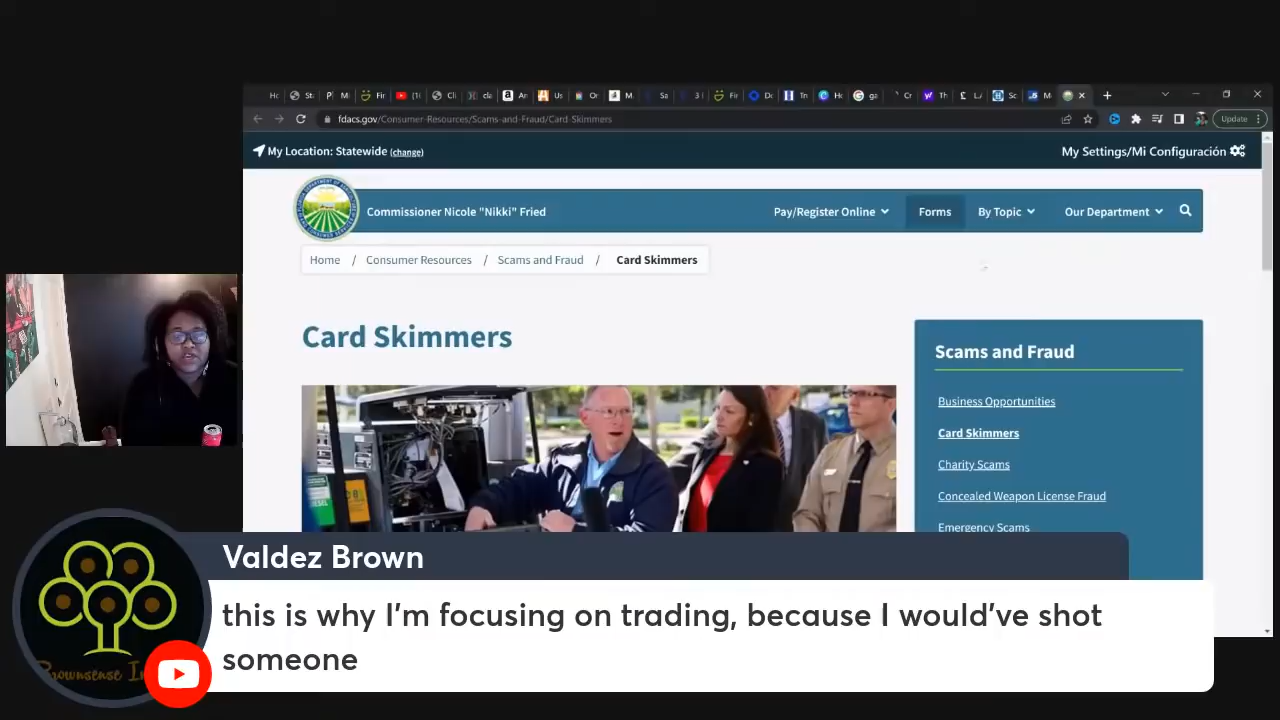 fdacs.gov/Consumer-Resources/Scams-and-Fraud/Card-Skimmers
Update
My Location: Statewide (change)
My Settings/Mi Configuración
Commissioner Nicole "Nikki" Fried
Pay/Register Online
Forms
By Topic
Our Department
Home / Consumer Resources / Scams and Fraud / Card Skimmers
Card Skimmers
Scams and Fraud
Business Opportunities
Card Skimmers
Charity Scams
Concealed Weapon License Fraud
Emergency Scams
DIESEL
Valdez Brown
this is why I'm focusing on trading, because I would've shot
someone